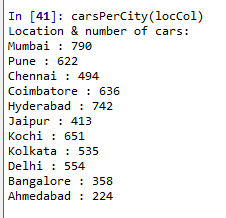 In [41]: carsPerCity(locCol)
Location & number of cars:
Mumbai : 790
Pune : 622
Chennai : 494
Coimbatore : 636
Hyderabad : 742
Jaipur : 413
Kochi : 651
Kolkata : 535
Delhi : 554
Bangalore : 358
Ahmedabad : 224